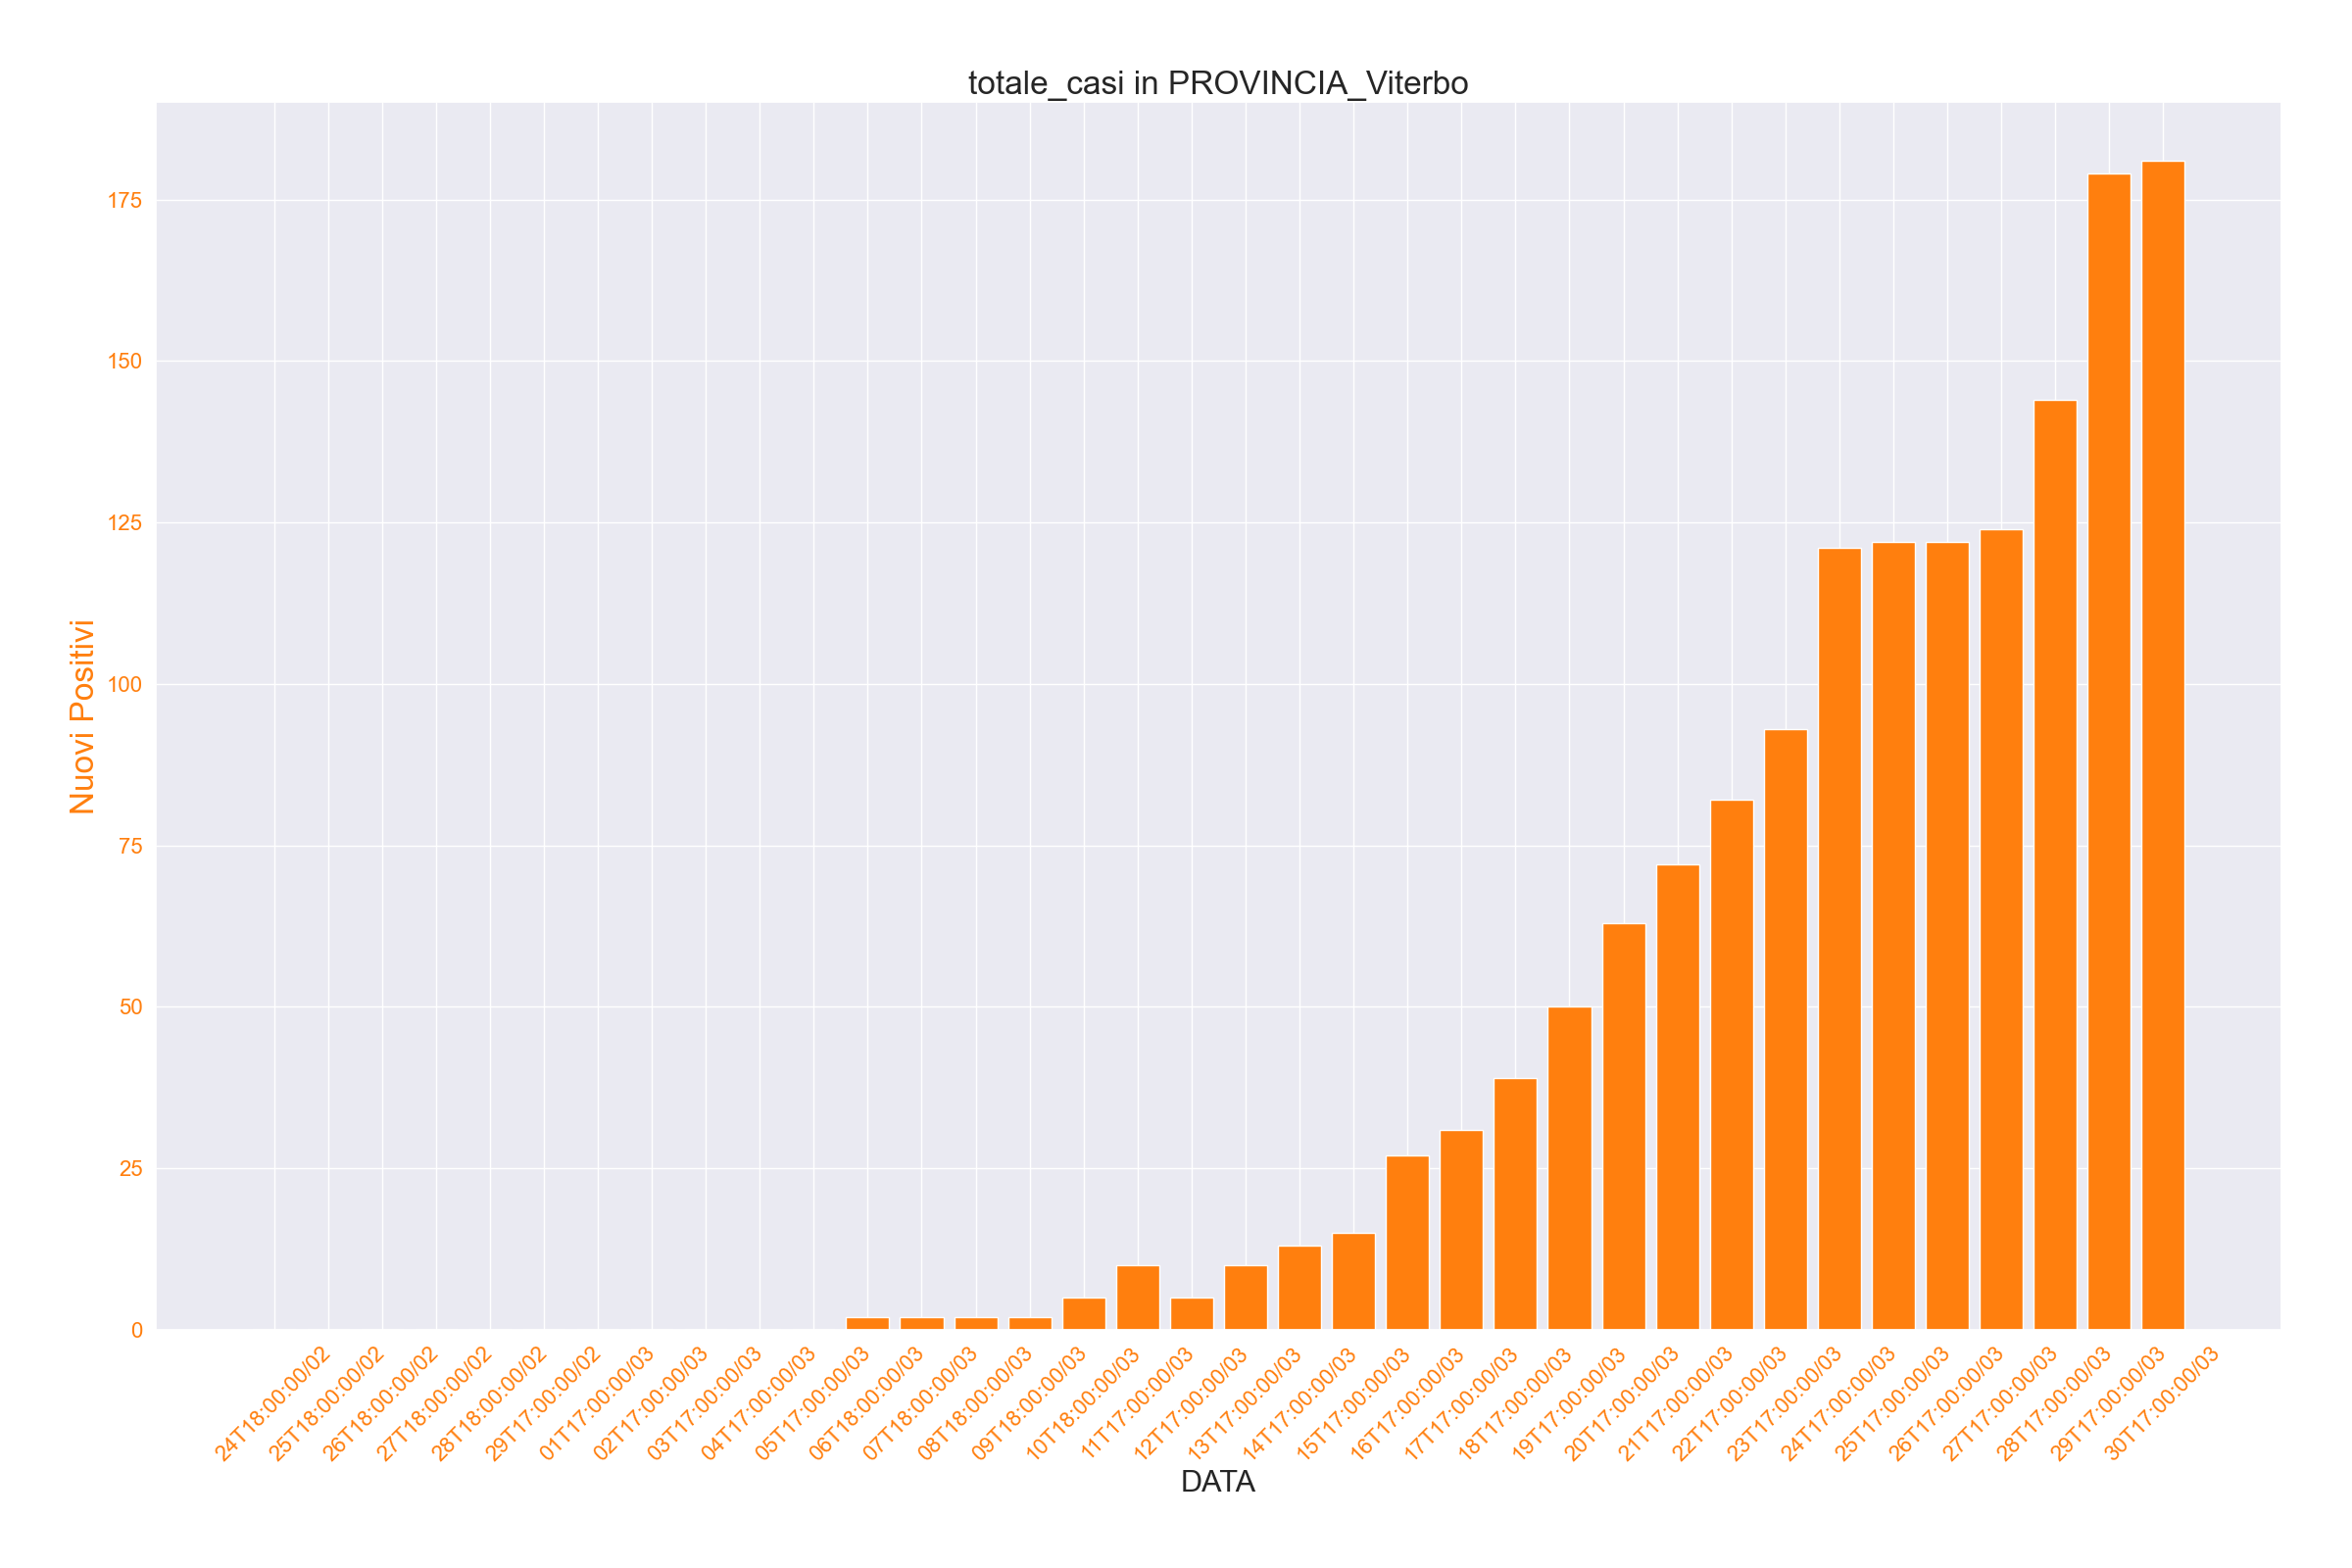 totale_casi in PROVINCIA_Viterbo
Nuovi Positivi
175
150
125
100
75
50
25
0
24T18:00:00/02
25T18:00:00/02
26T18:00:00/02
27T18:00:00/02
28T18:00:00/02
29T17:00:00/02
01T17:00:00/03
02T17:00:00/03
03T17:00:00/03
04T17:00:00/03
05T17:00:00/03
06T18:00:00/03
07T18:00:00/03
08T18:00:00/03
09T18:00:00/03
10T18:00:00/03
11T17:00:00/03
12T17:00:00/03
13T17:00:00/03
14T17:00:00/03
15T17:00:00/03
16T17:00:00/03
17T17:00:00/03
18T17:00:00/03
19T17:00:00/03
20T17:00:00/03
21T17:00:00/03
22T17:00:00/03
23T17:00:00/03
24T17:00:00/03
25T17:00:00/03
26T17:00:00/03
27T17:00:00/03
28T17:00:00/03
29T17:00:00/03
30T17:00:00/03
DATA